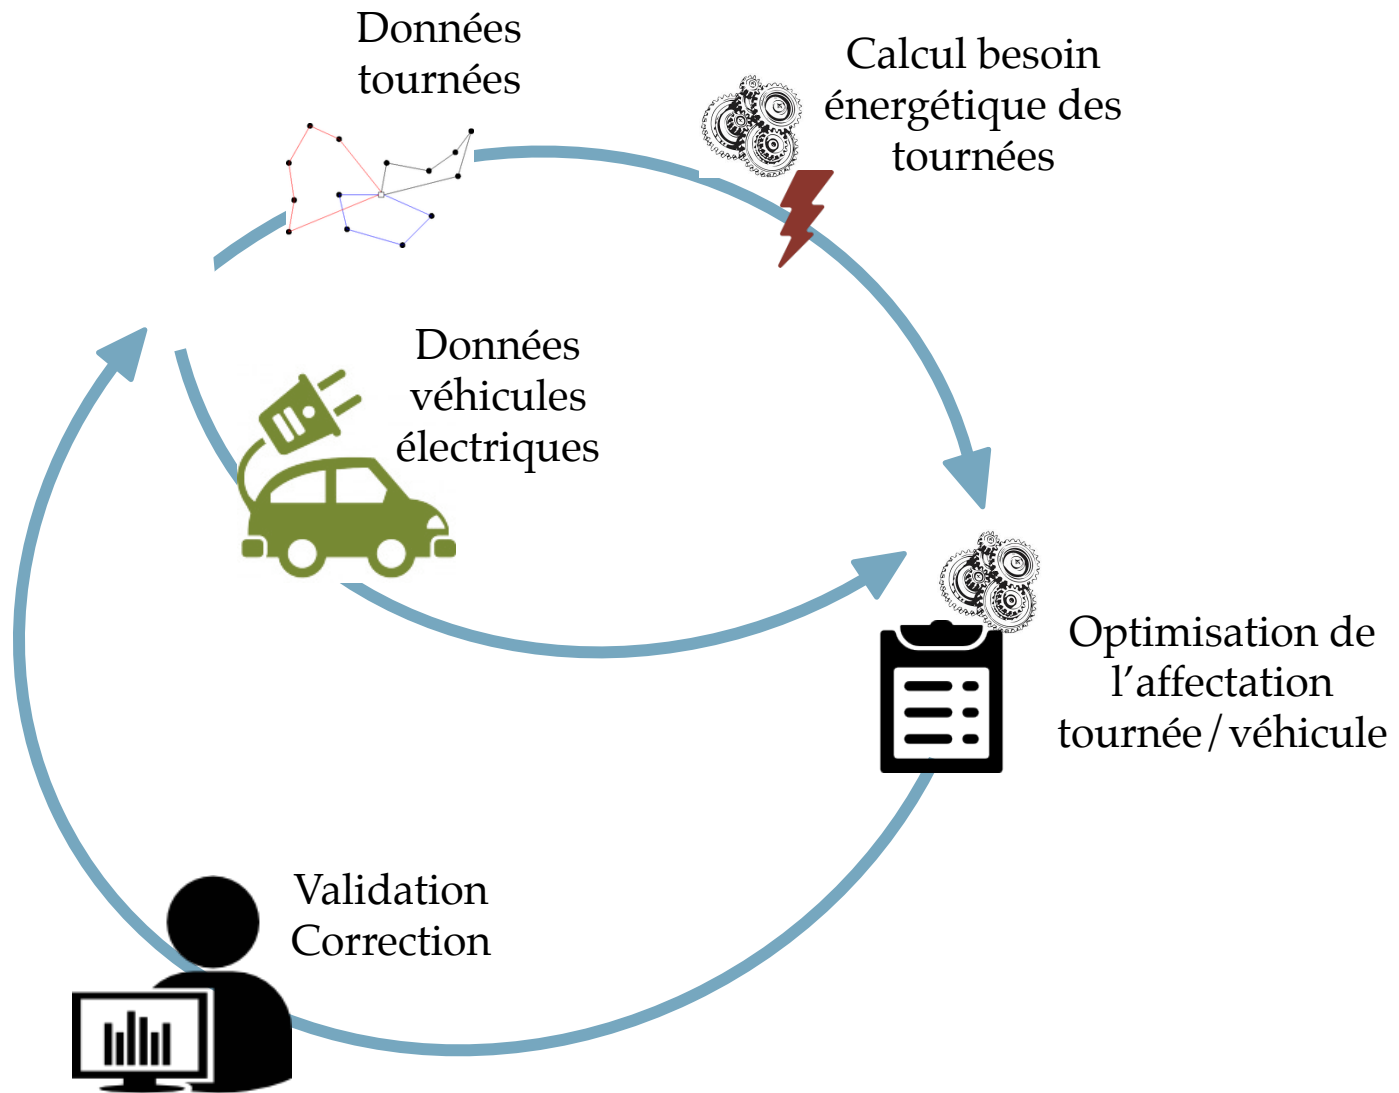 Données
tournées
Calcul besoin
énergétique des
tournées
Données
véhicules
électriques
Optimisation de
l’affectation
tournée/véhicule
Validation
Correction